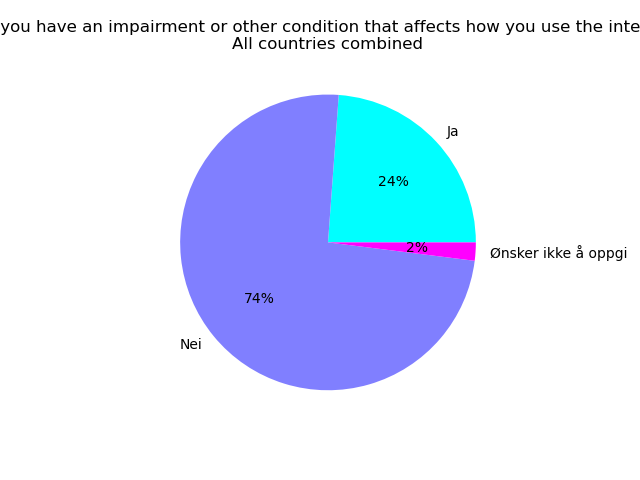 you have an impairment or other condition that affects how you use the inte
All countries combined
Ja
24%
2%
Ønsker ikke å oppgi
74%
Nei